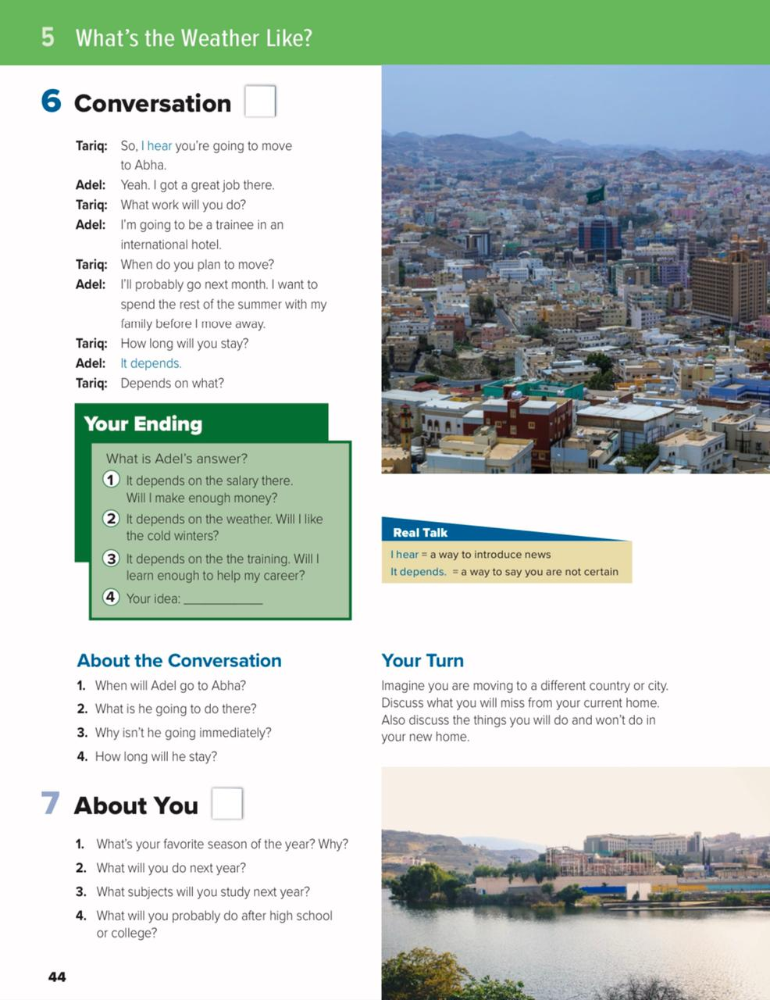 5 What's the Weather Like?
6 Conversation
Tariq: So, I hear you're going to move
to Abha.
Adel: Yeah. I got a great job there.
Tariq: What work will you do?
Adel: I'm going to be a trainee in an
international hotel.
Tariq: When do you plan to move?
Adel: I'll probably go next month. I want to
spend the rest of the summer with my
family before I move away.
Tariq: How long will you stay?
Adel: It depends.
Tariq: Depends on what?
Your Ending
What is Adel's answer?
1 It depends on the salary there.
Will I make enough money?
2 It depends on the weather. Will I like
the cold winters?
3 It depends on the the training. Will I
learn enough to help my career?
4 Your idea: ____________
Real Talk
I hear = a way to introduce news
It depends. = a way to say you are not certain
About the Conversation
1. When will Adel go to Abha?
2. What is he going to do there?
3. Why isn't he going immediately?
4. How long will he stay?
Your Turn
Imagine you are moving to a different country or city.
Discuss what you will miss from your current home.
Also discuss the things you will do and won't do in
your new home.
7 About You
1. What's your favorite season of the year? Why?
2. What will you do next year?
3. What subjects will you study next year?
4. What will you probably do after high school
or college?
44